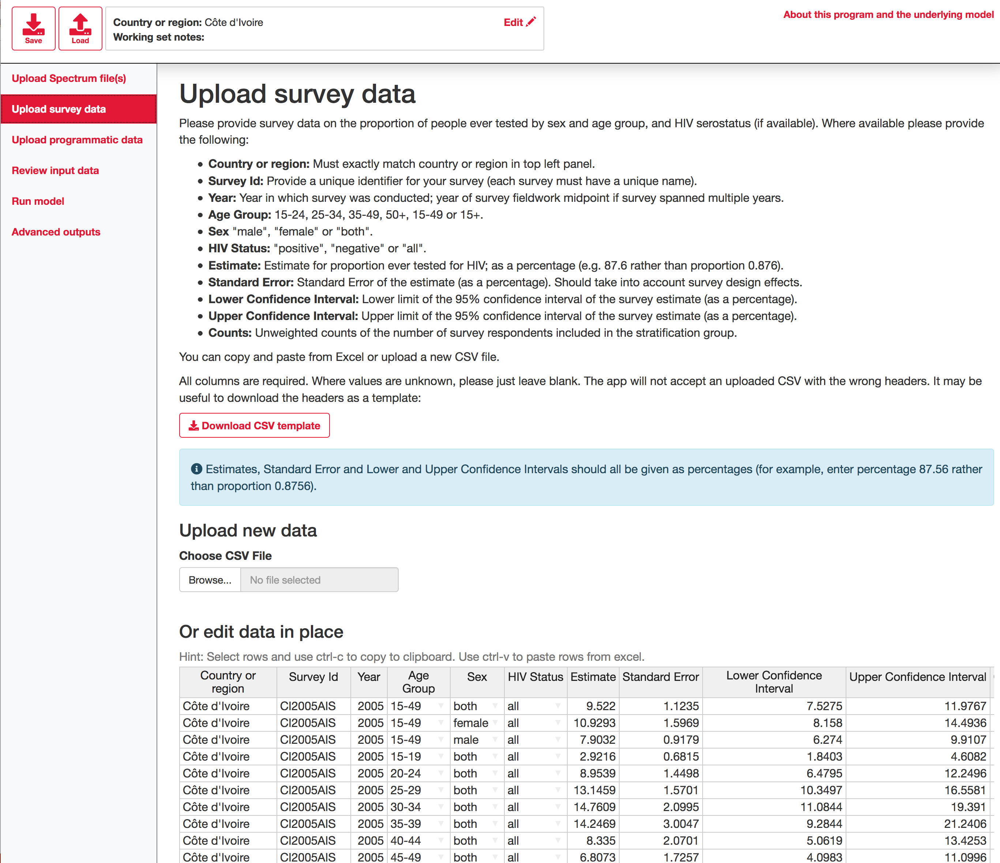 Save
Load
Country or region: Côte d'Ivoire
Edit
Working set notes:
About this program and the underlying model
Upload Spectrum file(s)
Upload survey data
Upload programmatic data
Review input data
Run model
Advanced outputs
Upload survey data
Please provide survey data on the proportion of people ever tested by sex and age group, and HIV serostatus (if available). Where available please provide
the following:
Country or region: Must exactly match country or region in top left panel.
Survey Id: Provide a unique identifier for your survey (each survey must have a unique name).
Year: Year in which survey was conducted; year of survey fieldwork midpoint if survey spanned multiple years.
Age Group: 15-24, 25-34, 35-49, 50+, 15-49 or 15+.
Sex "male", "female" or "both".
HIV Status: "positive", "negative" or "all".
Estimate: Estimate for proportion ever tested for HIV; as a percentage (e.g. 87.6 rather than proportion 0.876).
Standard Error: Standard Error of the estimate (as a percentage). Should take into account survey design effects.
Lower Confidence Interval: Lower limit of the 95% confidence interval of the survey estimate (as a percentage).
Upper Confidence Interval: Upper limit of the 95% confidence interval of the survey estimate (as a percentage).
Counts: Unweighted counts of the number of survey respondents included in the stratification group.
You can copy and paste from Excel or upload a new CSV file.
All columns are required. Where values are unknown, please just leave blank. The app will not accept an uploaded CSV with the wrong headers. It may be
useful to download the headers as a template:
Download CSV template
Estimates, Standard Error and Lower and Upper Confidence Intervals should all be given as percentages (for example, enter percentage 87.56 rather
than proportion 0.8756).
Upload new data
Choose CSV File
Browse... No file selected
Or edit data in place
Hint: Select rows and use ctrl-c to copy to clipboard. Use ctrl-v to paste rows from excel.
Country or region Survey Id Year Age Group Sex HIV Status Estimate Standard Error Lower Confidence Interval Upper Confidence Interval
Côte d'Ivoire CI2005AIS 2005 15-49 both all 9.522 1.1235 7.5275 11.9767
Côte d'Ivoire CI2005AIS 2005 15-49 female all 10.9293 1.5969 8.158 14.4936
Côte d'Ivoire CI2005AIS 2005 15-49 male all 7.9032 0.9179 6.274 9.9107
Côte d'Ivoire CI2005AIS 2005 15-19 both all 2.9216 0.6815 1.8403 4.6082
Côte d'Ivoire CI2005AIS 2005 20-24 both all 8.9539 1.4498 6.4795 12.2496
Côte d'Ivoire CI2005AIS 2005 25-29 both all 13.1459 1.5701 10.3497 16.5581
Côte d'Ivoire CI2005AIS 2005 30-34 both all 14.7609 2.0995 11.0844 19.391
Côte d'Ivoire CI2005AIS 2005 35-39 both all 14.2469 3.0047 9.2844 21.2406
Côte d'Ivoire CI2005AIS 2005 40-44 both all 8.335 2.0701 5.0619 13.4253
Côte d'Ivoire CI2005AIS 2005 45-49 both all 6.8073 1.7257 4.0983 11.0996